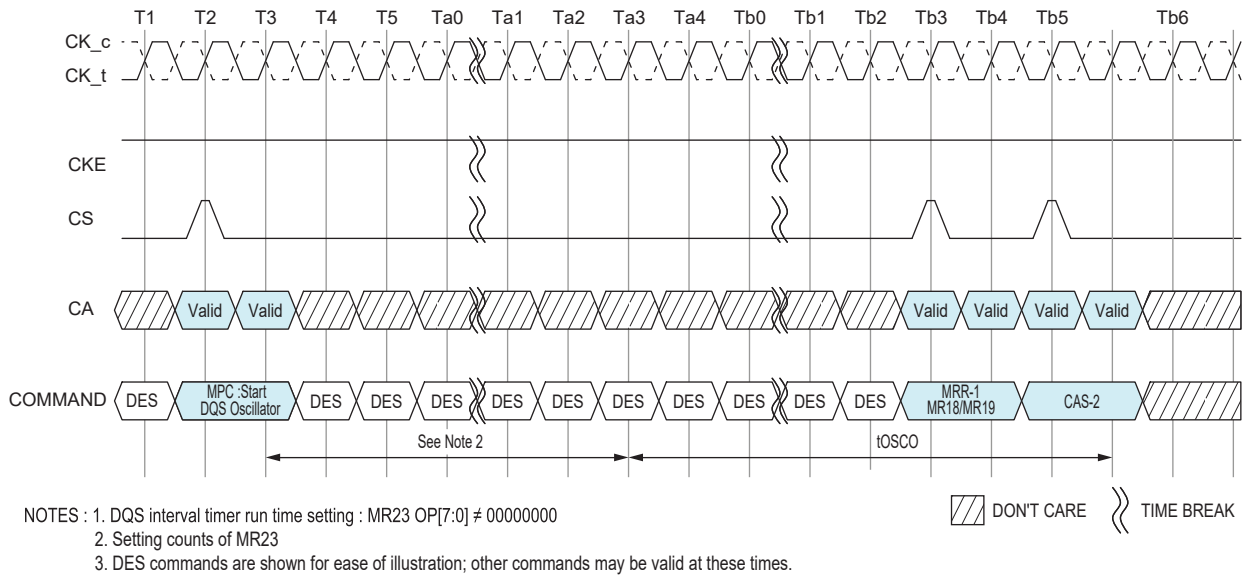 T1 T2 T3 T4 T5 Ta0 Ta1 Ta2 Ta3 Ta4 Tb0 Tb1 Tb2 Tb3 Tb4 Tb5 Tb6
CK_c
CK_t
CKE
CS
CA Valid Valid Valid Valid Valid Valid
COMMAND DES MPC :Start DES DES DES DES DES DES DES DES DES DES MRR-1 CAS-2
DQS Oscillator MR18/MR19
See Note 2 tOSCO
NOTES : 1. DQS interval timer run time setting : MR23 OP[7:0] ≠ 00000000
2. Setting counts of MR23
3. DES commands are shown for ease of illustration; other commands may be valid at these times.
DON'T CARE TIME BREAK